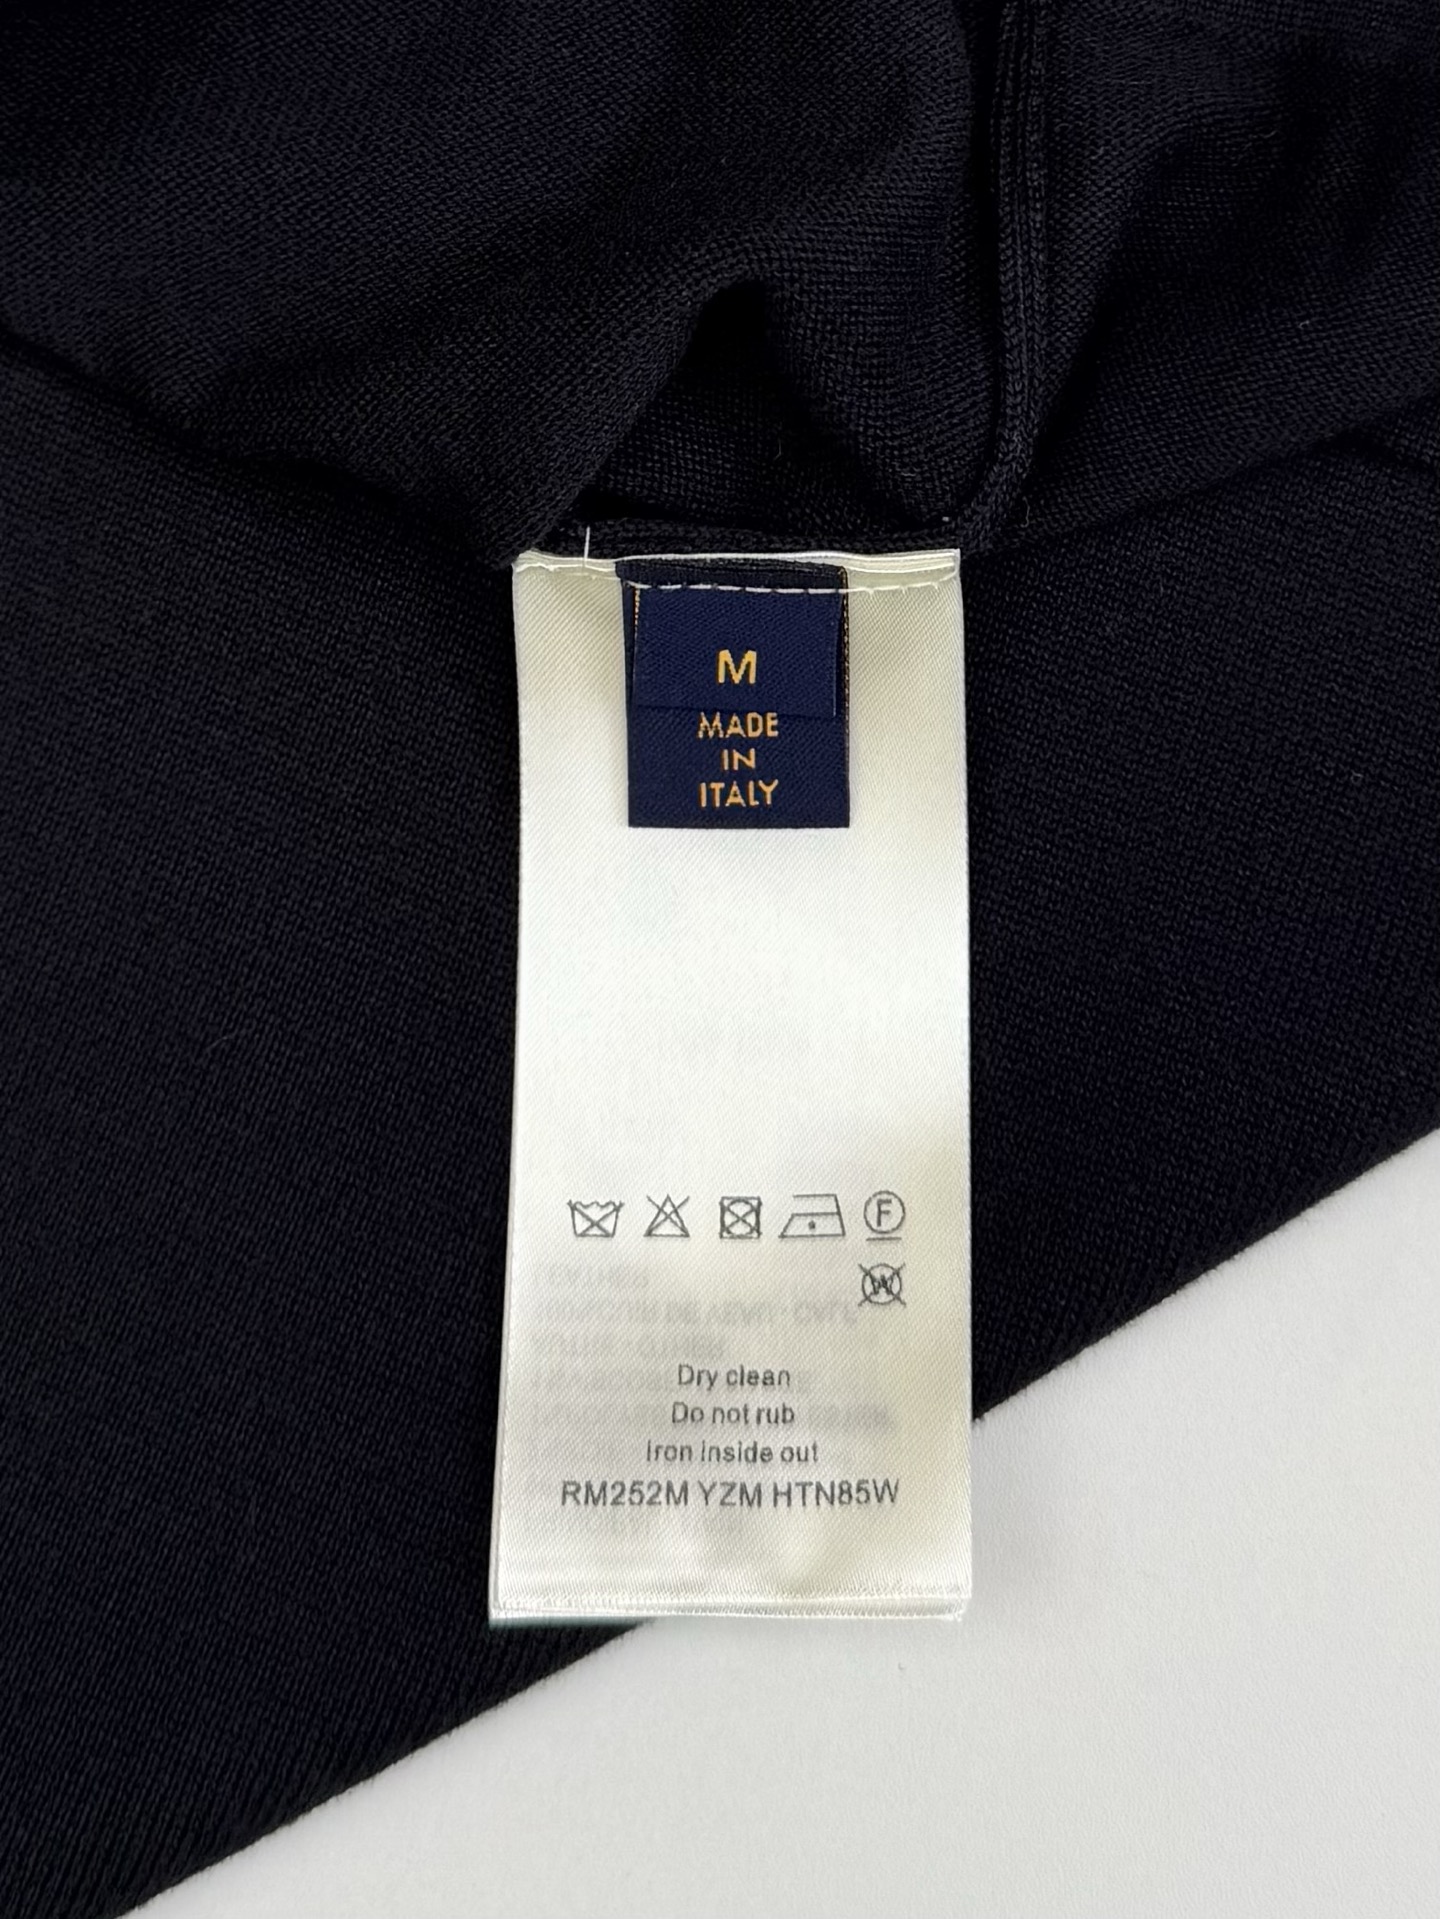 M
MADE
IN
ITALY
F
W
Dry clean
Do not rub
Iron inside out
RM252M YZM HTN85W